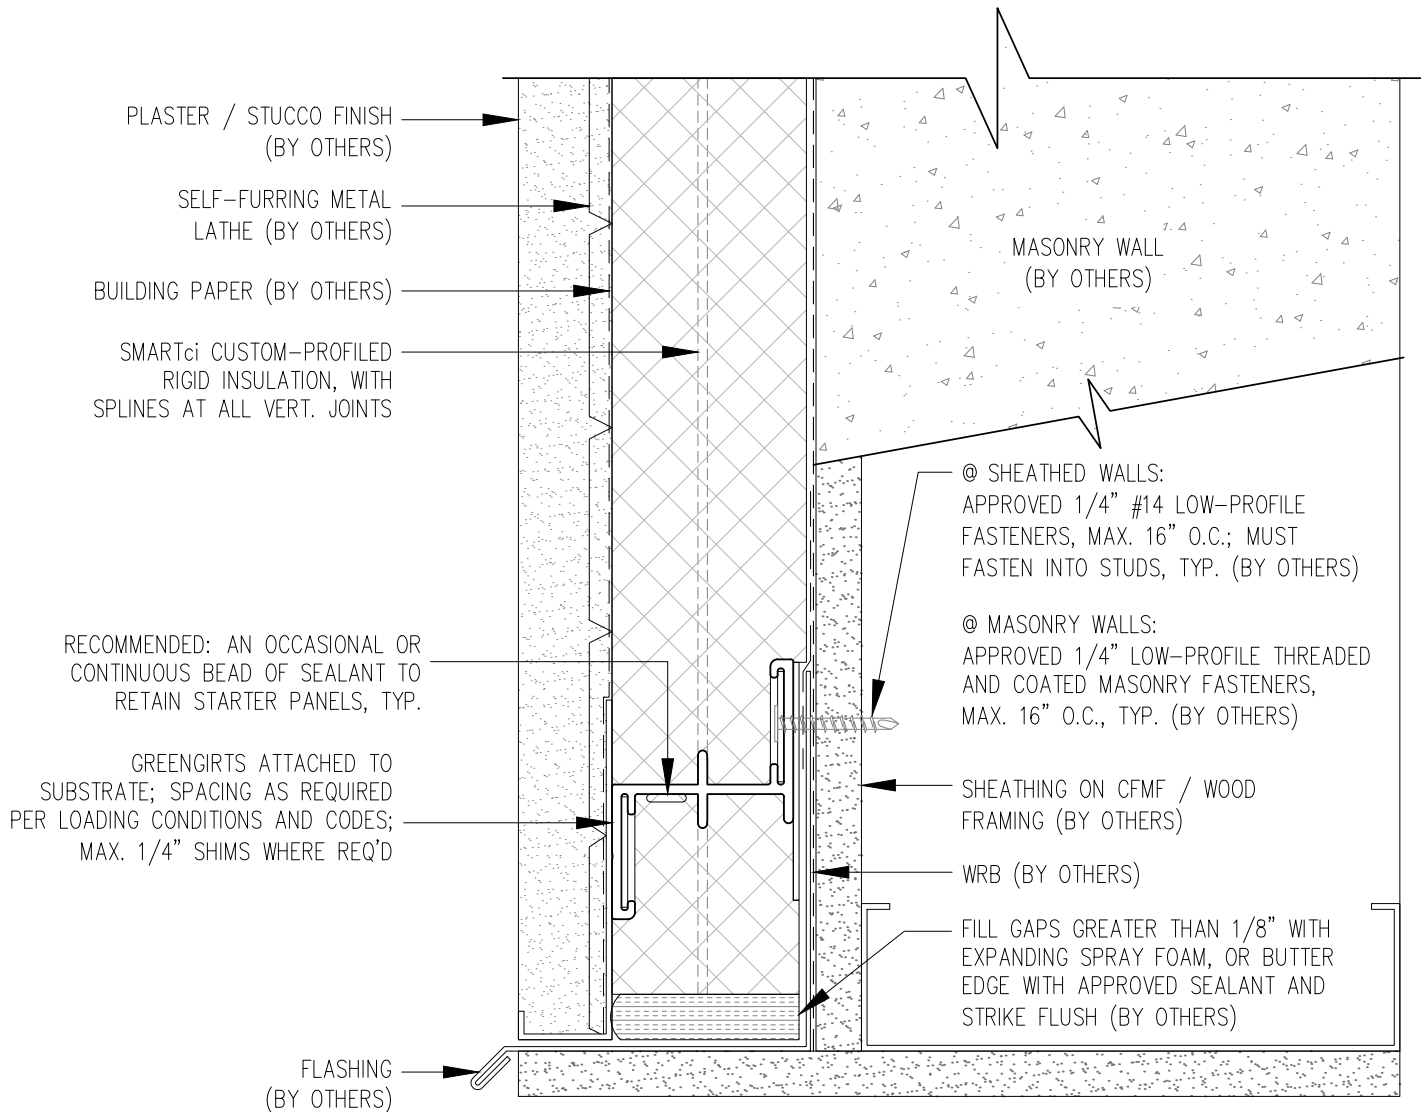 PLASTER / STUCCO FINISH
(BY OTHERS)
SELF-FURRING METAL
LATHE (BY OTHERS)
BUILDING PAPER (BY OTHERS)
SMARTci CUSTOM-PROFILED
RIGID INSULATION, WITH
SPLINES AT ALL VERT. JOINTS
RECOMMENDED: AN OCCASIONAL OR
CONTINUOUS BEAD OF SEALANT TO
RETAIN STARTER PANELS, TYP.
GREENGIRTS ATTACHED TO
SUBSTRATE; SPACING AS REQUIRED
PER LOADING CONDITIONS AND CODES;
MAX. 1/4" SHIMS WHERE REQ'D
FLASHING
(BY OTHERS)
MASONRY WALL
(BY OTHERS)
@ SHEATHED WALLS:
APPROVED 1/4" #14 LOW-PROFILE
FASTENERS, MAX. 16" O.C.; MUST
FASTEN INTO STUDS, TYP. (BY OTHERS)
@ MASONRY WALLS:
APPROVED 1/4" LOW-PROFILE THREADED
AND COATED MASONRY FASTENERS,
MAX. 16" O.C., TYP. (BY OTHERS)
SHEATHING ON CFMF / WOOD
FRAMING (BY OTHERS)
WRB (BY OTHERS)
FILL GAPS GREATER THAN 1/8" WITH
EXPANDING SPRAY FOAM, OR BUTTER
EDGE WITH APPROVED SEALANT AND
STRIKE FLUSH (BY OTHERS)